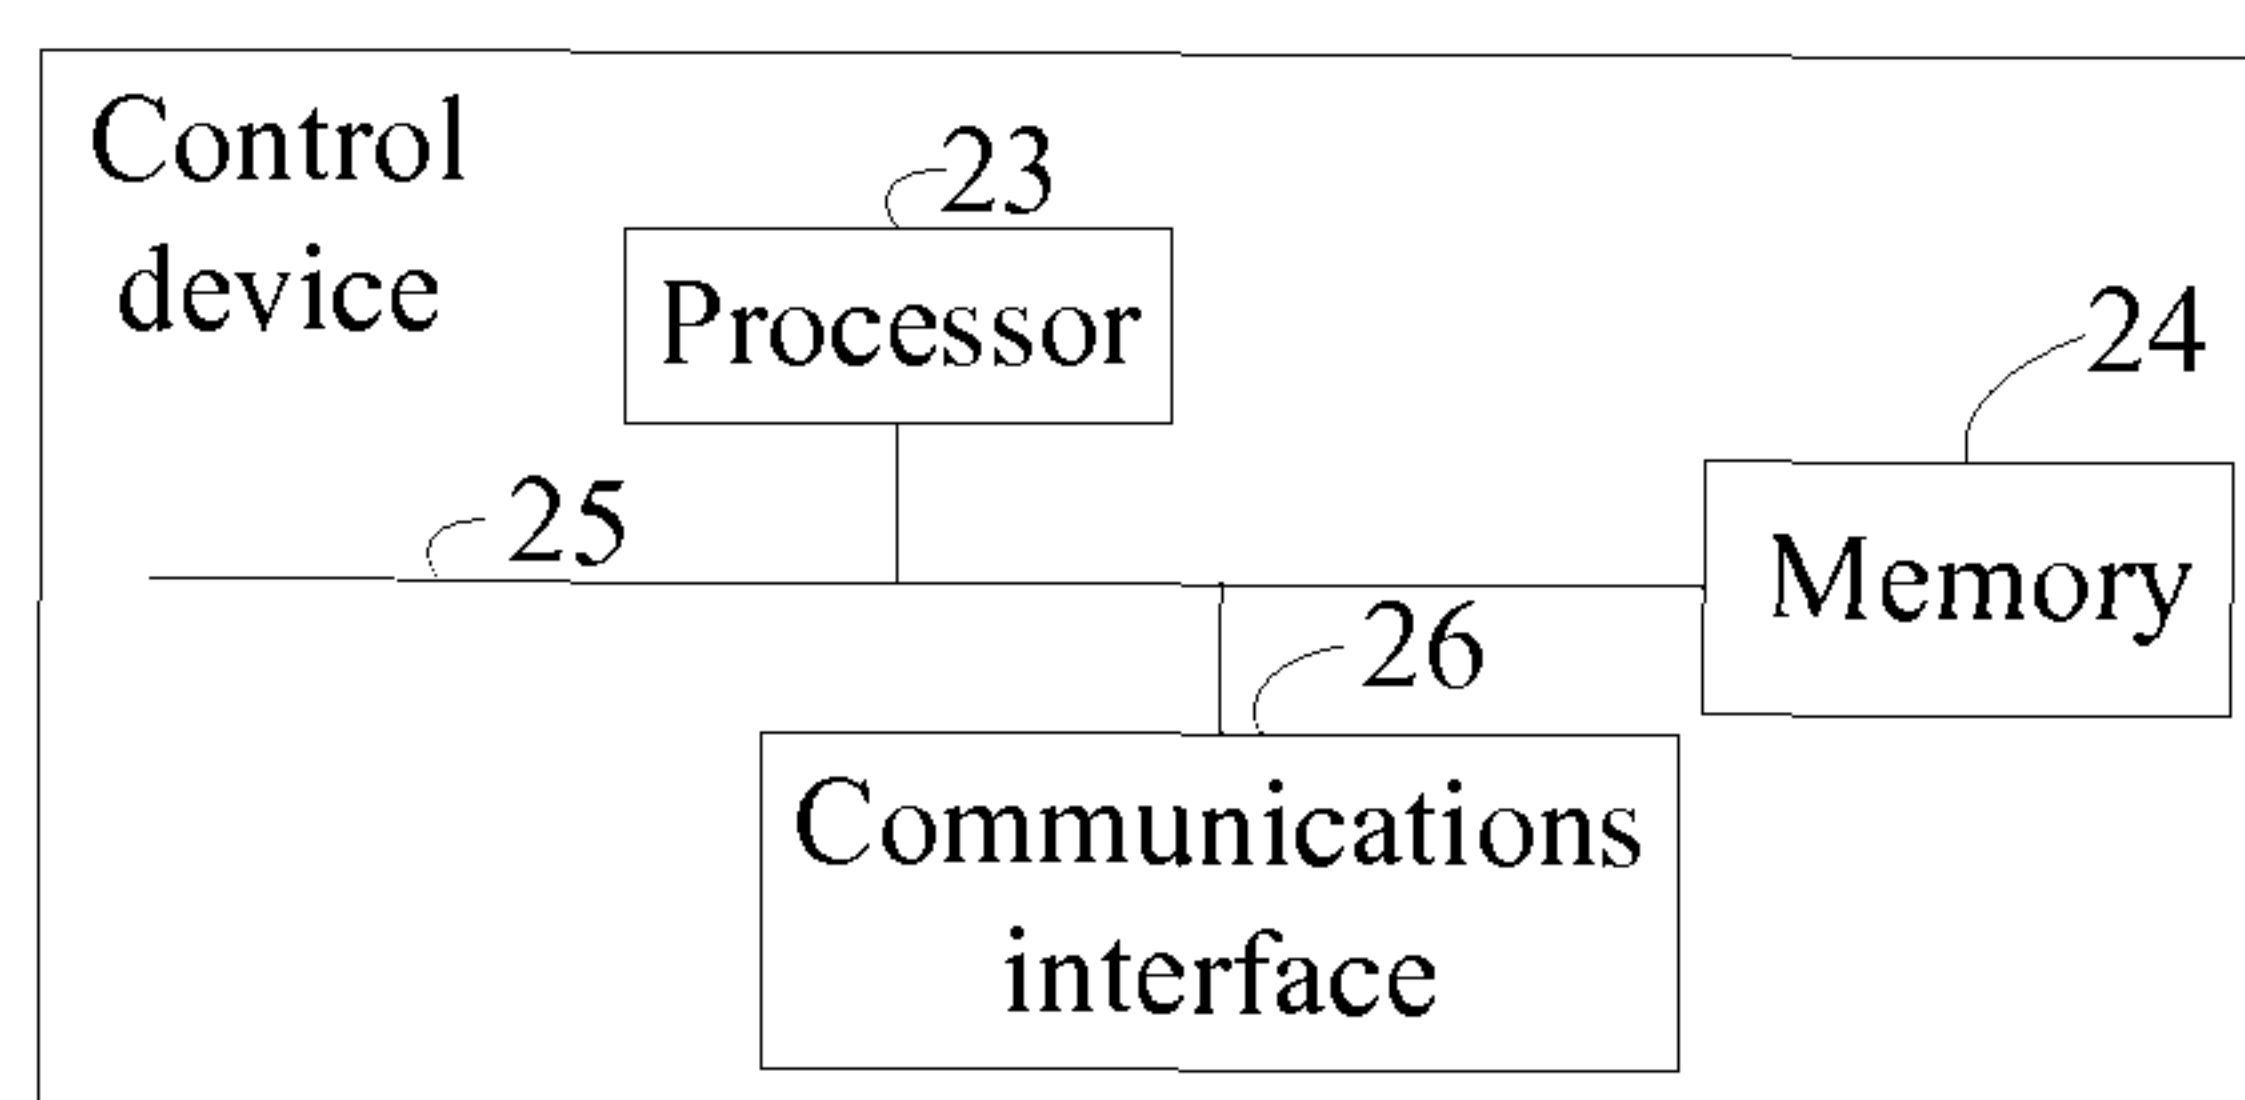 Control
device
23
Processor
24
25
Memory
26
Communications
interface